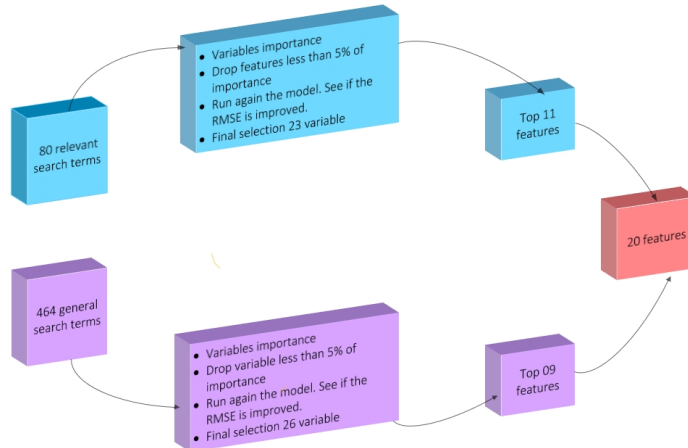 80 relevant
search terms
• Variables importance
• Drop features less than 5% of
importance
• Run again the model. See if the
RMSE is improved.
• Final selection 23 variable
Top 11
features
20 features
464 general
search terms
• Variables importance
• Drop variable less than 5% of
importance
• Run again the model. See if the
RMSE is improved.
• Final selection 26 variable
Top 09
features